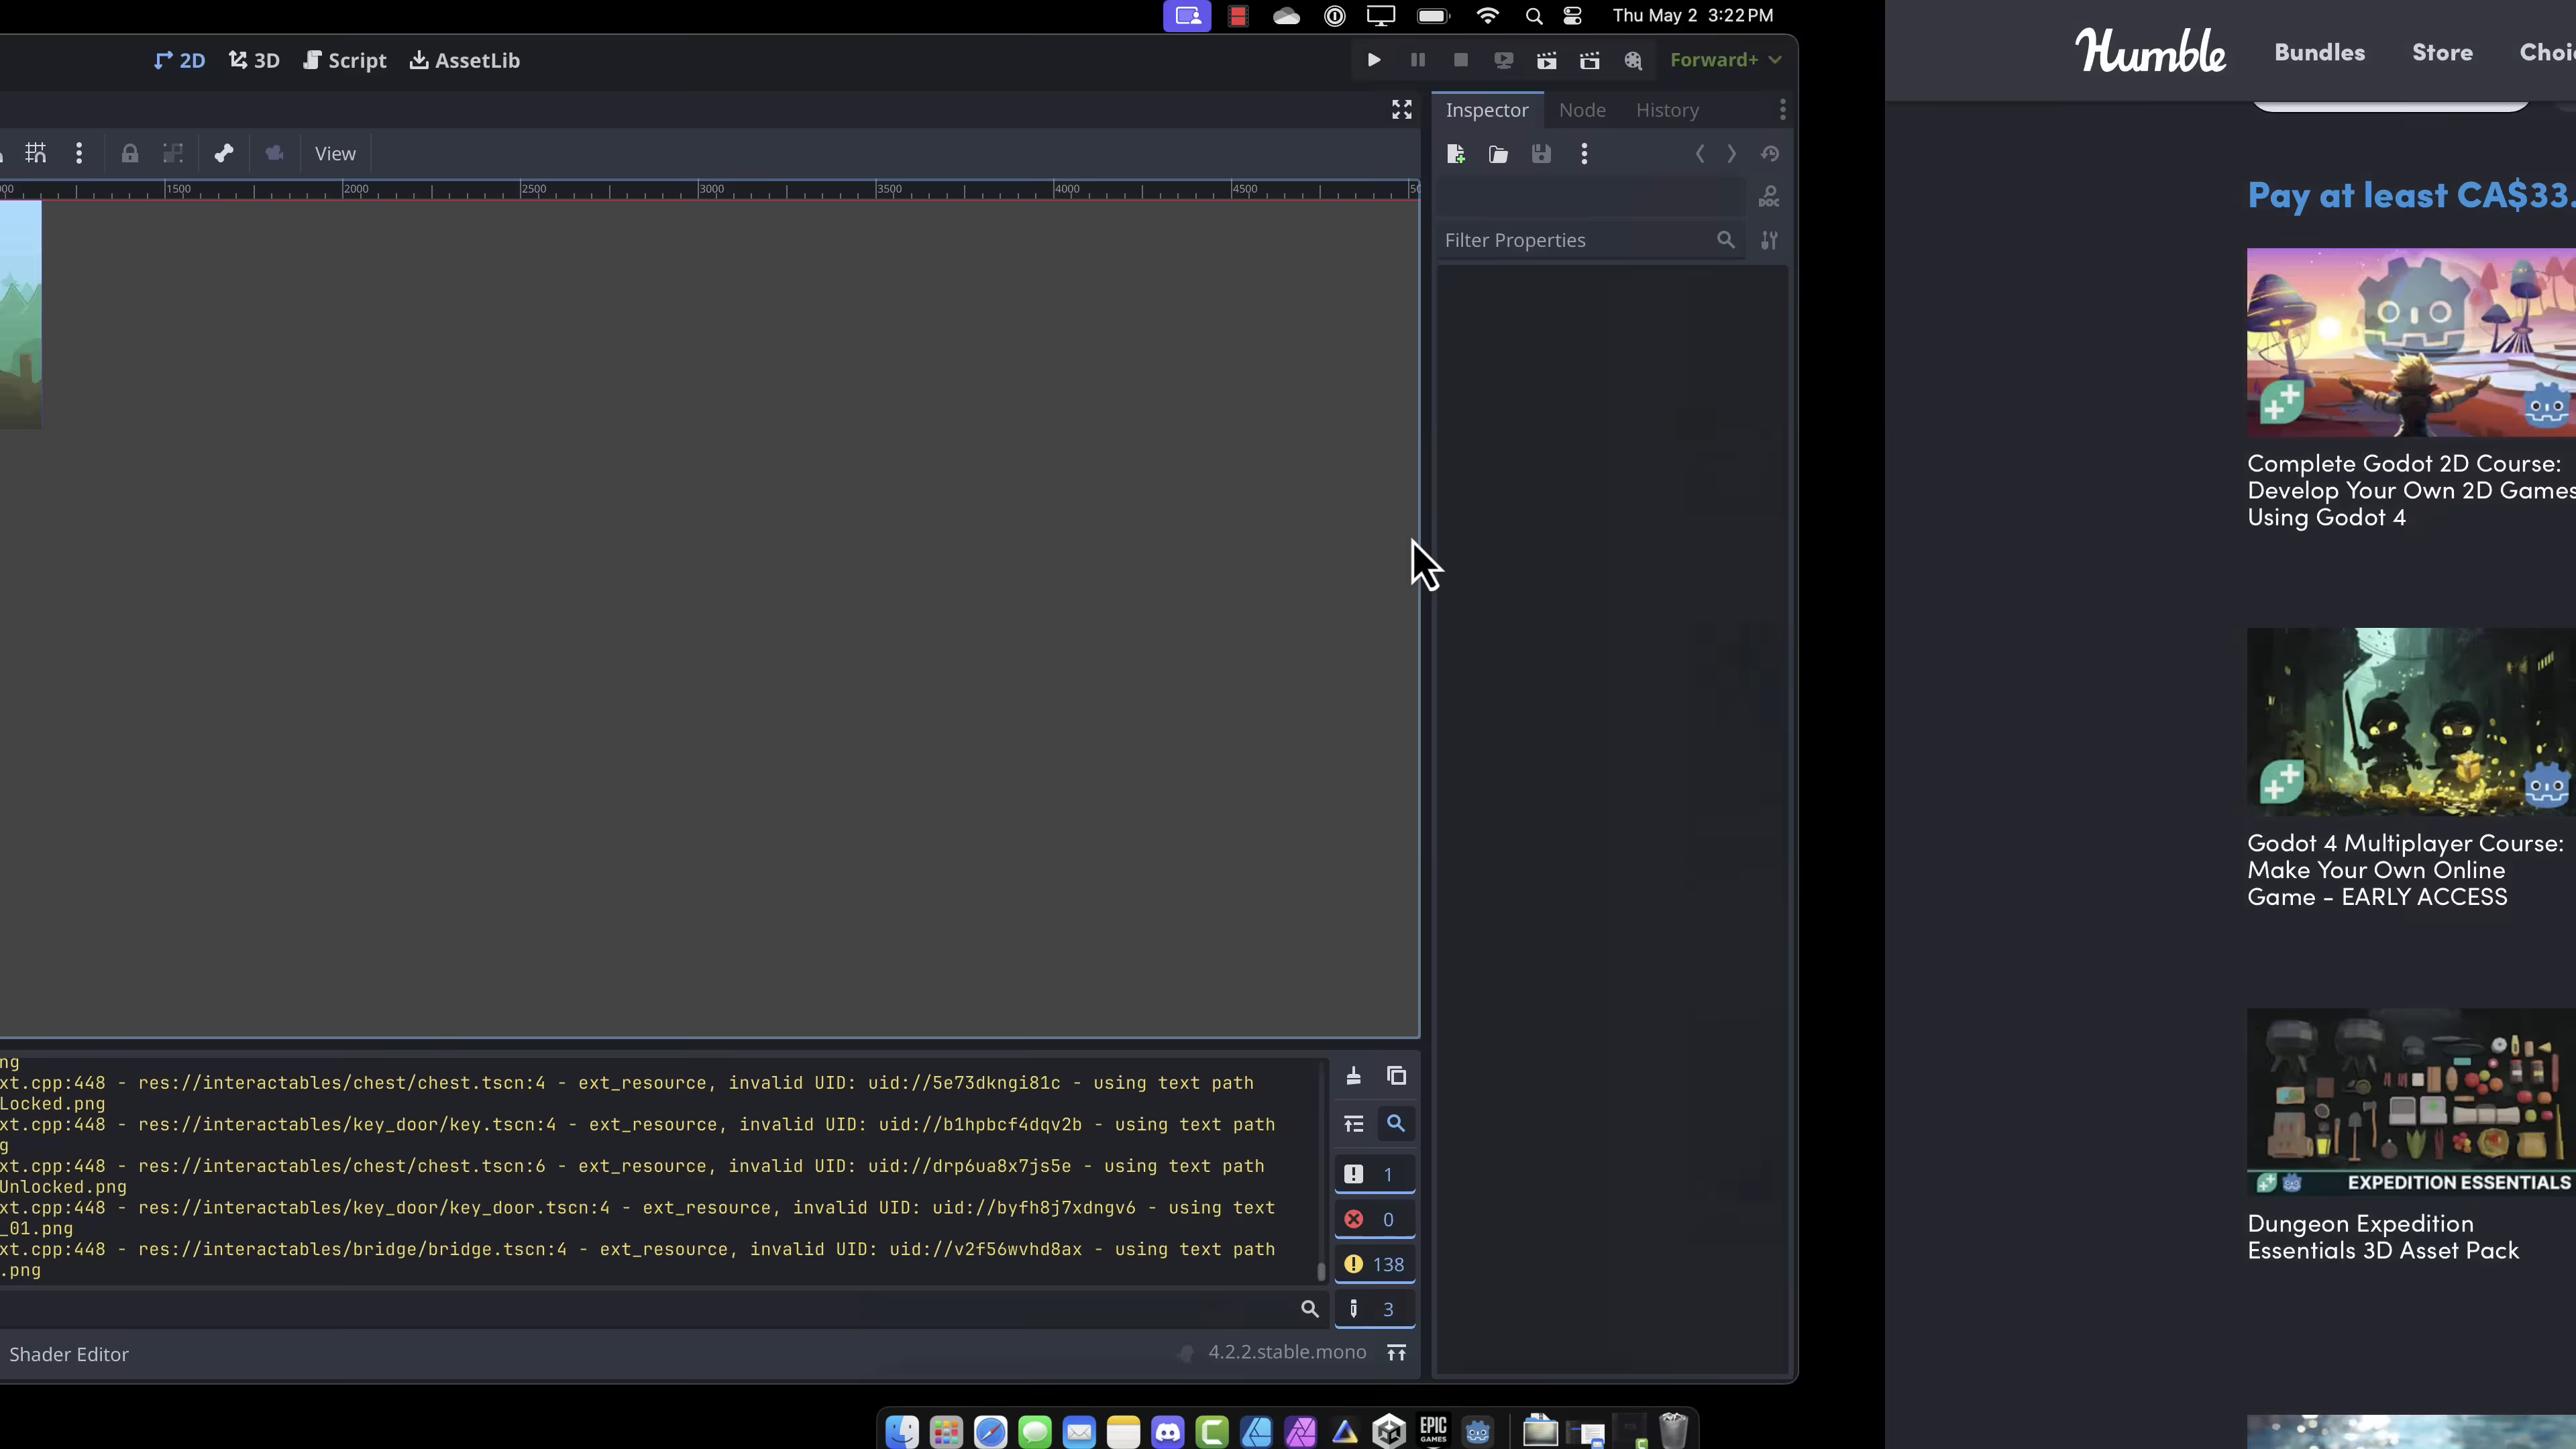 Thu May 2 3:22 PM
2D 3D Script AssetLib
Forward+
Inspector Node History
View
1500 2000 2500 3000 3500 4000 4500
DOC
Filter Properties
ng
xt.cpp:448 - res://interactables/chest/chest.tscn:4 - ext_resource, invalid UID: uid://5e73dkngi81c - using text path
Locked.png
xt.cpp:448 - res://interactables/key_door/key.tscn:4 - ext_resource, invalid UID: uid://b1hpbcf4dqv2b - using text path
g
xt.cpp:448 - res://interactables/chest/chest.tscn:6 - ext_resource, invalid UID: uid://drp6ua8x7js5e - using text path
Unlocked.png
xt.cpp:448 - res://interactables/key_door/key_door.tscn:4 - ext_resource, invalid UID: uid://byfh8j7xdngv6 - using text
_01.png
xt.cpp:448 - res://interactables/bridge/bridge.tscn:4 - ext_resource, invalid UID: uid://v2f56wvhd8ax - using text path
.png
1
0
138
3
Shader Editor
4.2.2.stable.mono
EPIC
GAMES
Humble
Bundles Store Choi
Pay at least CA$33.
Complete Godot 2D Course:
Develop Your Own 2D Games
Using Godot 4
Godot 4 Multiplayer Course:
Make Your Own Online
Game - EARLY ACCESS
EXPEDITION ESSENTIALS
Dungeon Expedition
Essentials 3D Asset Pack